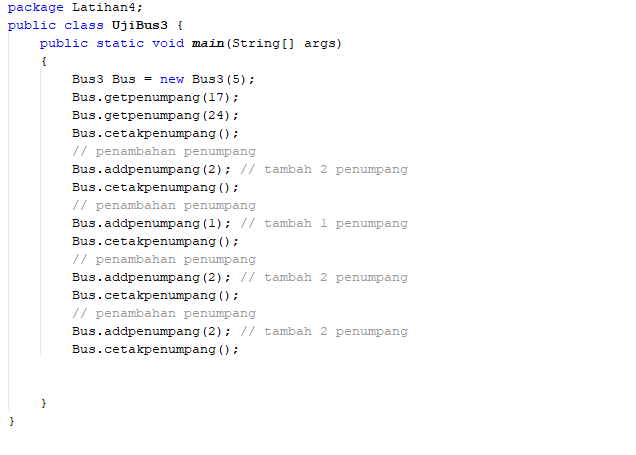 package Latihan4;
public class UjiBus3 {
public static void main(String[] args)
{
Bus3 Bus = new Bus3(5);
Bus.getpenumpang(17);
Bus.getpenumpang(24);
Bus.cetakpenumpang();
// penambahan penumpang
Bus.addpenumpang(2); // tambah 2 penumpang
Bus.cetakpenumpang();
// penambahan penumpang
Bus.addpenumpang(1); // tambah 1 penumpang
Bus.cetakpenumpang();
// penambahan penumpang
Bus.addpenumpang(2); // tambah 2 penumpang
Bus.cetakpenumpang();
// penambahan penumpang
Bus.addpenumpang(2); // tambah 2 penumpang
Bus.cetakpenumpang();
}
}